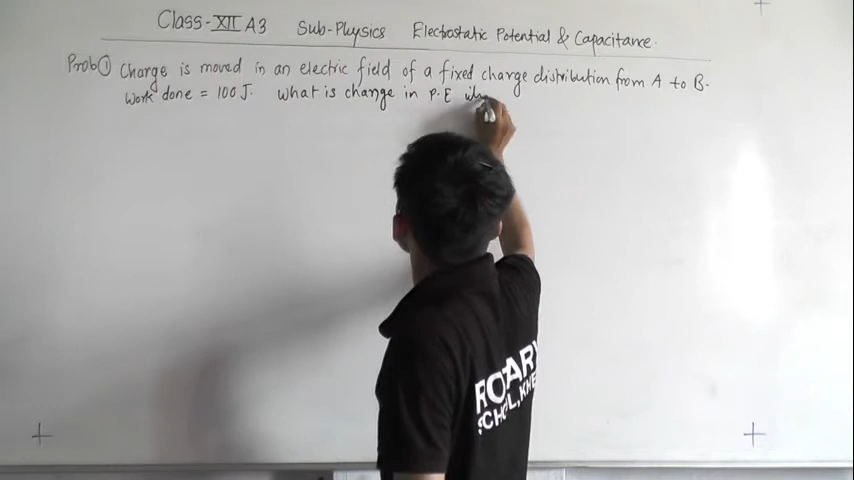 Class-XII A3 Sub-Physics Electrostatic Potential & Capacitance.
Prob① Charge is moved in an electric field of a fixed charge distribution from A to B.
Work done = 100 J. What is change in P.E
ROTARY
SCHOOL,